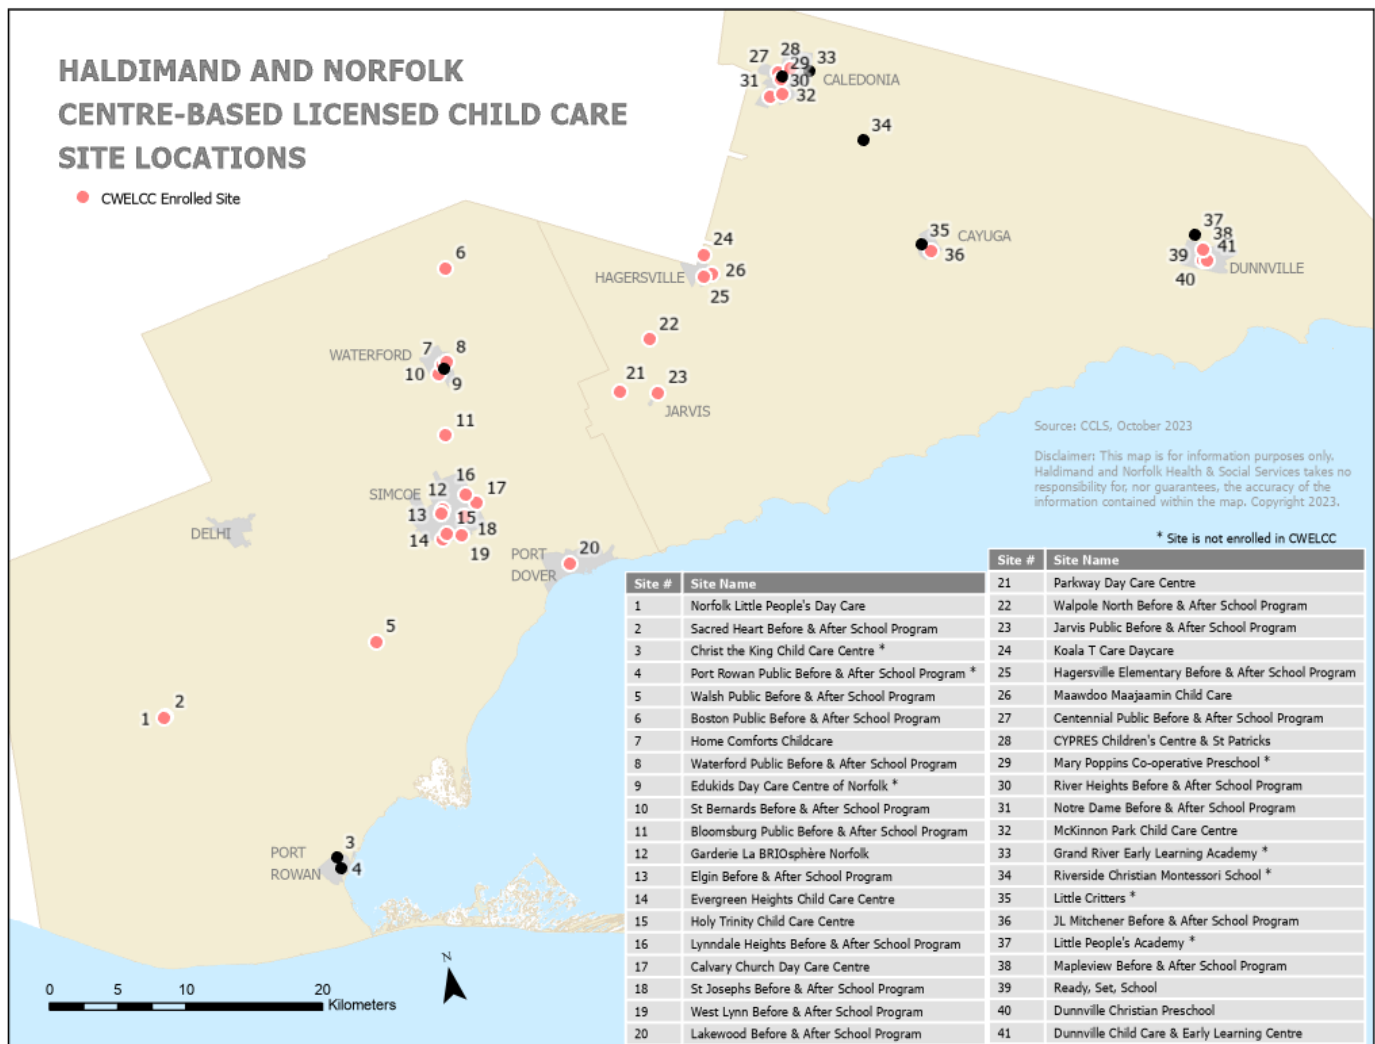 HALDIMAND AND NORFOLK
CENTRE-BASED LICENSED CHILD CARE
SITE LOCATIONS
CWELCC Enrolled Site
27
28
33
29
31
30
CALEDONIA
32
34
6
24
HAGERSVILLE
26
25
35
CAYUGA
36
37
38
39
41
DUNNVILLE
40
22
7
8
WATERFORD
10
9
21
23
JARVIS
11
16
SIMCOE
12
17
13
15
18
14
19
DELHI
PORT
DOVER
20
5
2
1
3
PORT
ROWAN
4
Source: CCLS, October 2023
Disclaimer: This map is for information purposes only.
Haldimand and Norfolk Health & Social Services takes no
responsibility for, nor guarantees, the accuracy of the
information contained within the map. Copyright 2023.
* Site is not enrolled in CWELCC
Site # Site Name
1 Norfolk Little People's Day Care
2 Sacred Heart Before & After School Program
3 Christ the King Child Care Centre *
4 Port Rowan Public Before & After School Program *
5 Walsh Public Before & After School Program
6 Boston Public Before & After School Program
7 Home Comforts Childcare
8 Waterford Public Before & After School Program
9 Edukids Day Care Centre of Norfolk *
10 St Bernards Before & After School Program
11 Bloomsburg Public Before & After School Program
12 Garderie La BRIOsphère Norfolk
13 Elgin Before & After School Program
14 Evergreen Heights Child Care Centre
15 Holy Trinity Child Care Centre
16 Lynndale Heights Before & After School Program
17 Calvary Church Day Care Centre
18 St Josephs Before & After School Program
19 West Lynn Before & After School Program
20 Lakewood Before & After School Program
Site # Site Name
21 Parkway Day Care Centre
22 Walpole North Before & After School Program
23 Jarvis Public Before & After School Program
24 Koala T Care Daycare
25 Hagersville Elementary Before & After School Program
26 Maawdoo Maajaamin Child Care
27 Centennial Public Before & After School Program
28 CYPRES Children's Centre & St Patricks
29 Mary Poppins Co-operative Preschool *
30 River Heights Before & After School Program
31 Notre Dame Before & After School Program
32 McKinnon Park Child Care Centre
33 Grand River Early Learning Academy *
34 Riverside Christian Montessori School *
35 Little Critters *
36 JL Mitchener Before & After School Program
37 Little People's Academy *
38 Mapleview Before & After School Program
39 Ready, Set, School
40 Dunnville Christian Preschool
41 Dunnville Child Care & Early Learning Centre
N
0 5 10 20
Kilometers